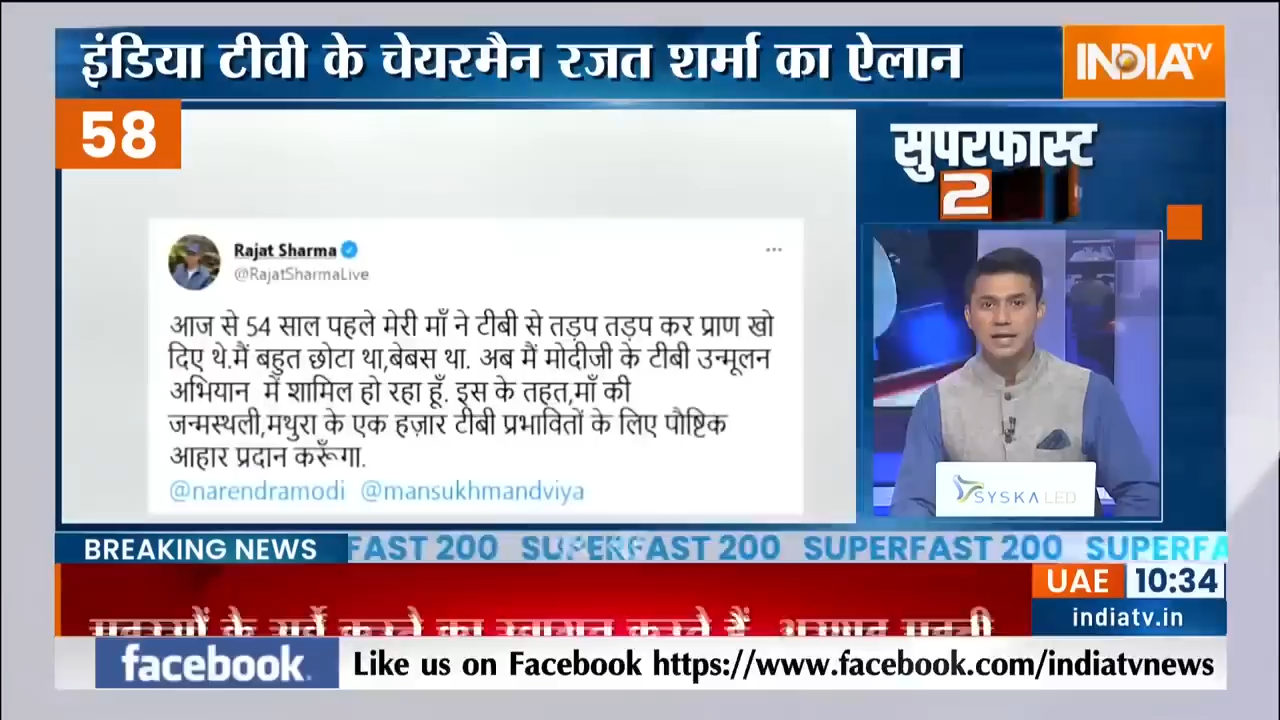 इंडिया टीवी के चेयरमैन रजत शर्मा का ऐलान
INDIA TV
58
सुपरफास्ट
2
Rajat Sharma
@RajatSharmaLive
आज से 54 साल पहले मेरी माँ ने टीबी से तड़प तड़प कर प्राण खो
दिए थे.मैं बहुत छोटा था,बेबस था. अब मैं मोदीजी के टीबी उन्मूलन
अभियान में शामिल हो रहा हूँ. इस के तहत,माँ की
जन्मस्थली,मथुरा के एक हज़ार टीबी प्रभावितों के लिए पौष्टिक
आहार प्रदान करूँगा.
@narendramodi @mansukhmandviya
SYSKA LED
BREAKING NEWS
FAST 200 SUPERFAST 200 SUPERFAST 200 SUPERFA
UAE 10:34
indiatv.in
facebook
Like us on Facebook https://www.facebook.com/indiatvnews